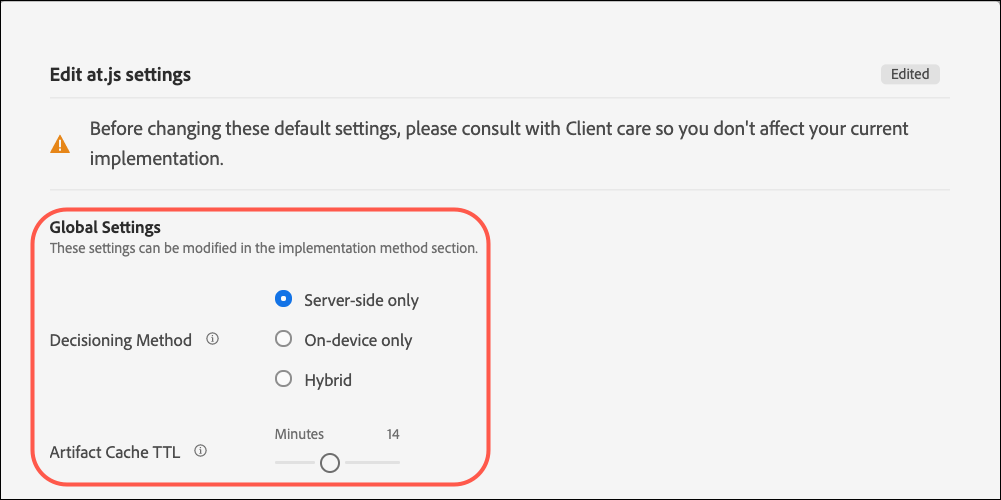 Edit at.js settings
Edited
Before changing these default settings, please consult with Client care so you don't affect your current
implementation.
Global Settings
These settings can be modified in the implementation method section.
Server-side only
Decisioning Method
On-device only
Hybrid
Minutes 14
Artifact Cache TTL